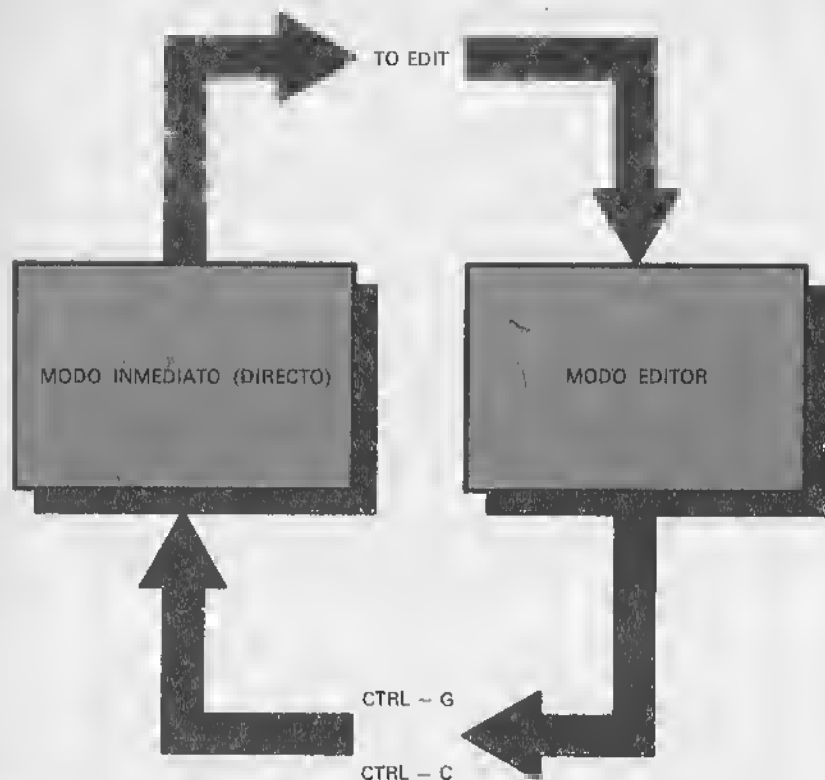 TO EDIT
MODO INMEDIATO (DIRECTO)
MODO EDITOR
CTRL – G
CTRL – C